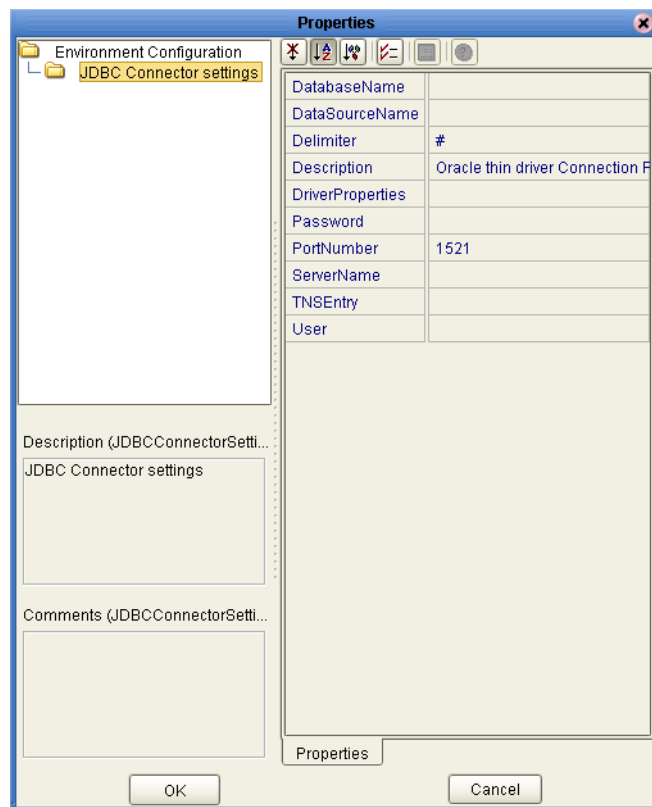 Properties
Environment Configuration
JDBC Connector settings
DatabaseName
DataSourceName
Delimiter #
Description Oracle thin driver Connection P
DriverProperties
Password
PortNumber 1521
ServerName
TNSEntry
User
Description (JDBCConnectorSetti...
JDBC Connector settings
Comments (JDBCConnectorSetti...
Properties
OK
Cancel